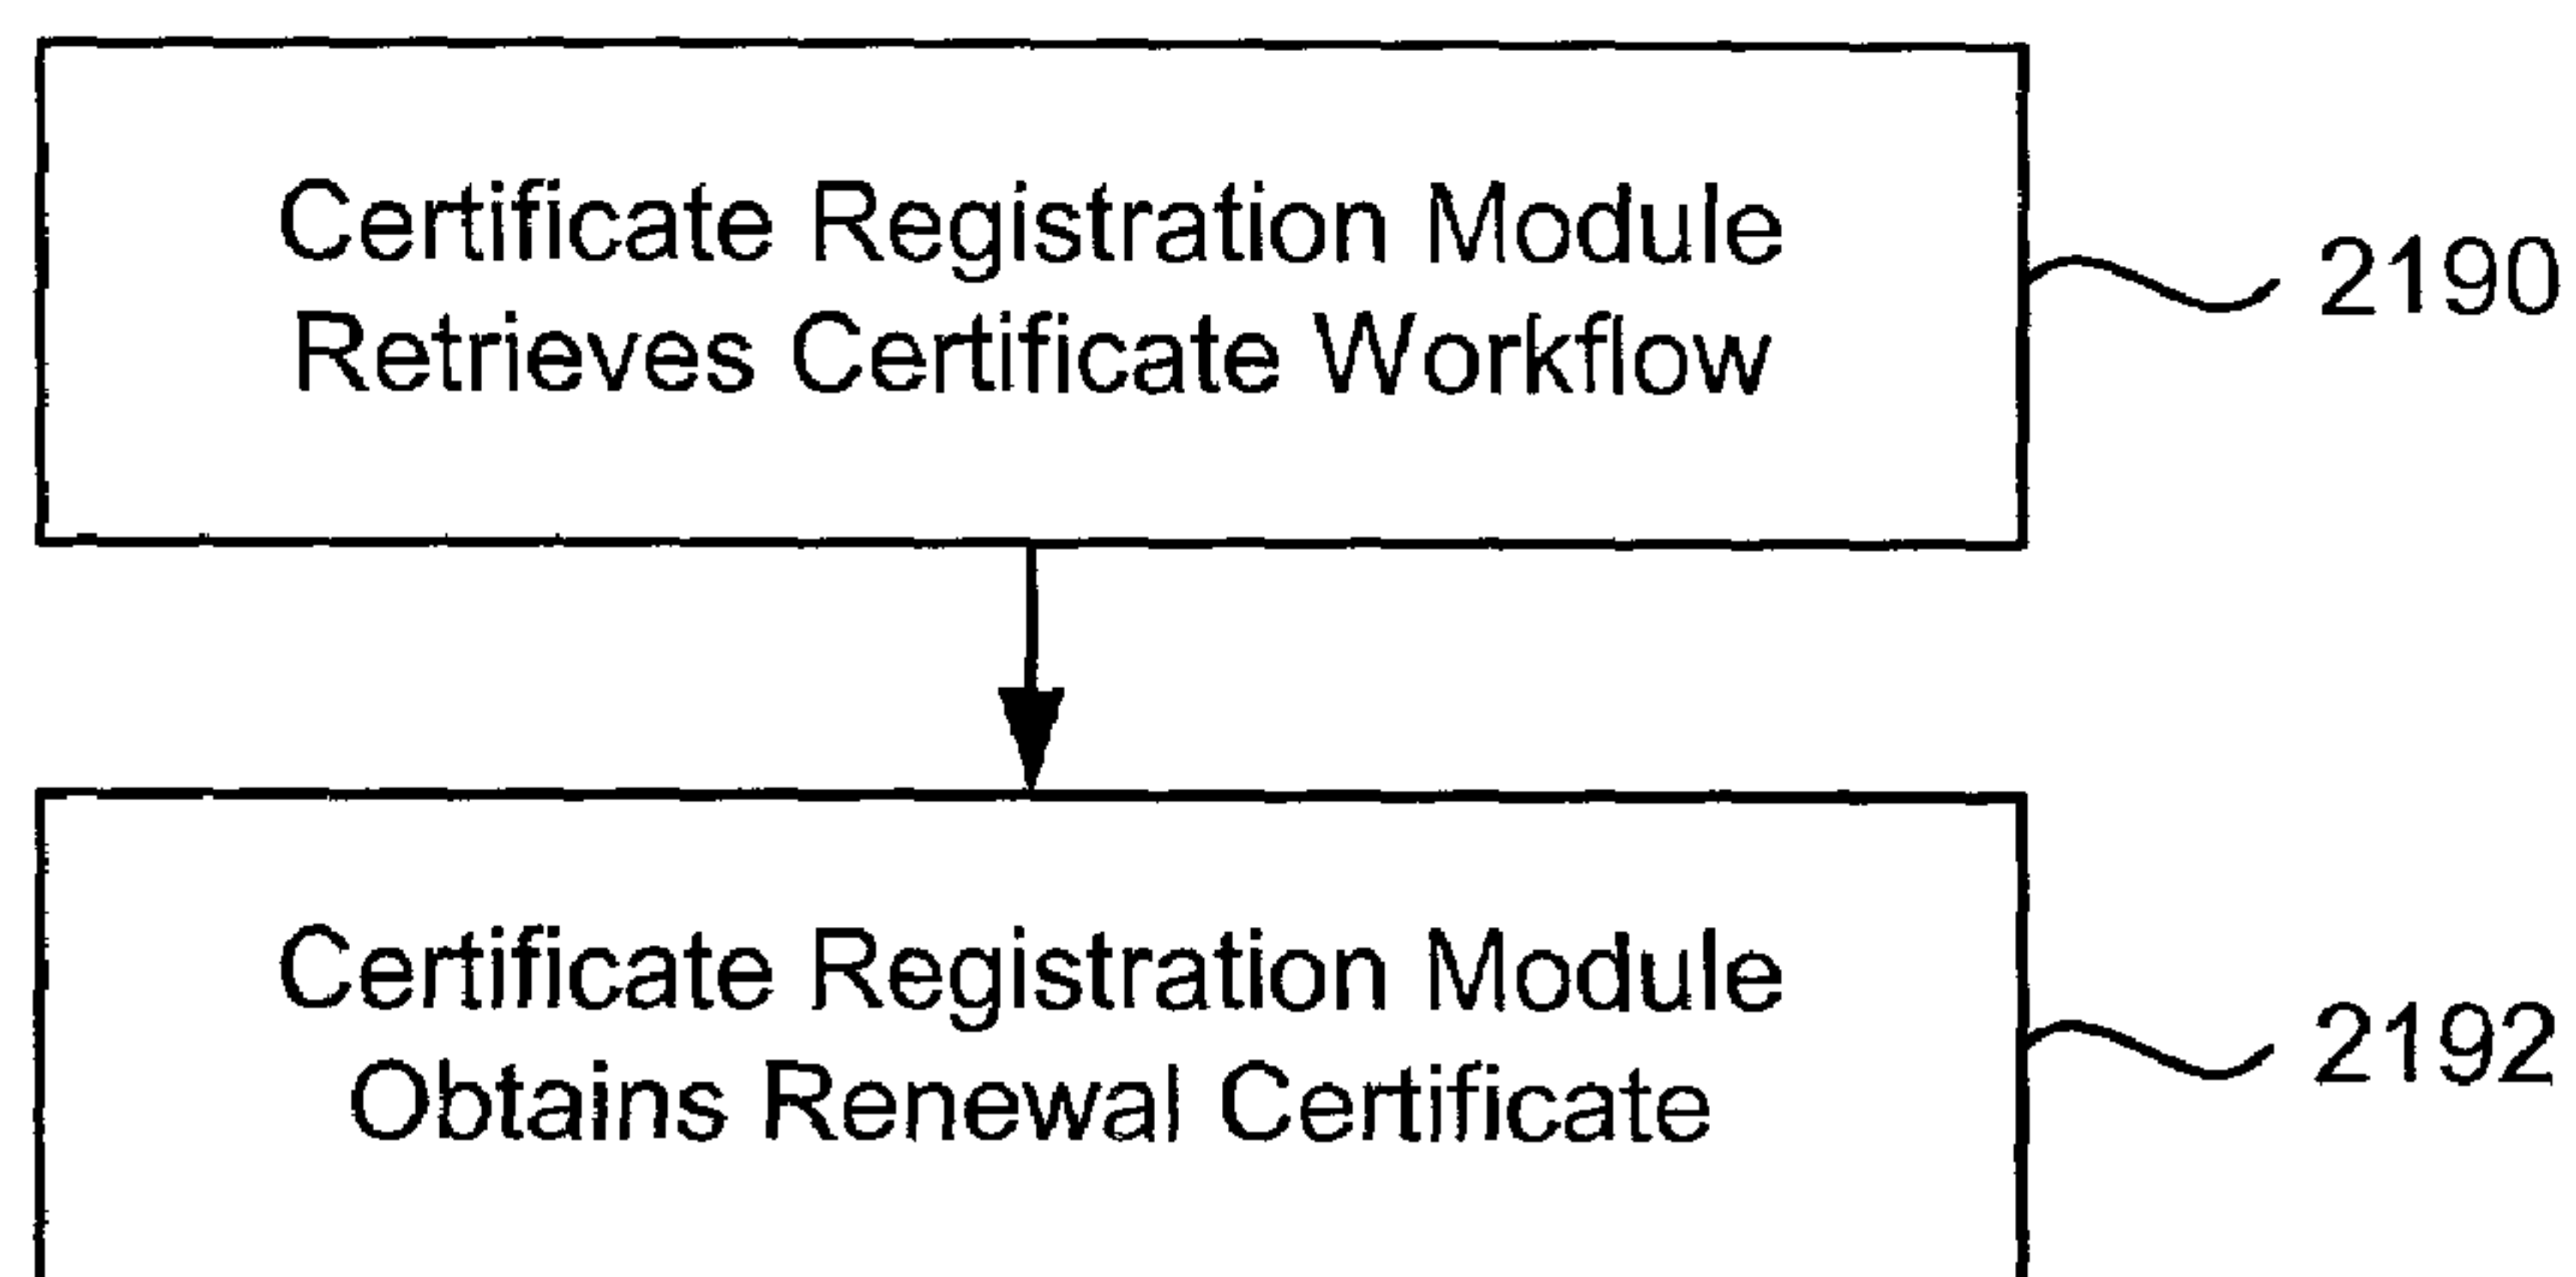 Certificate Registration Module
Retrieves Certificate Workflow
2190
Certificate Registration Module
Obtains Renewal Certificate
2192